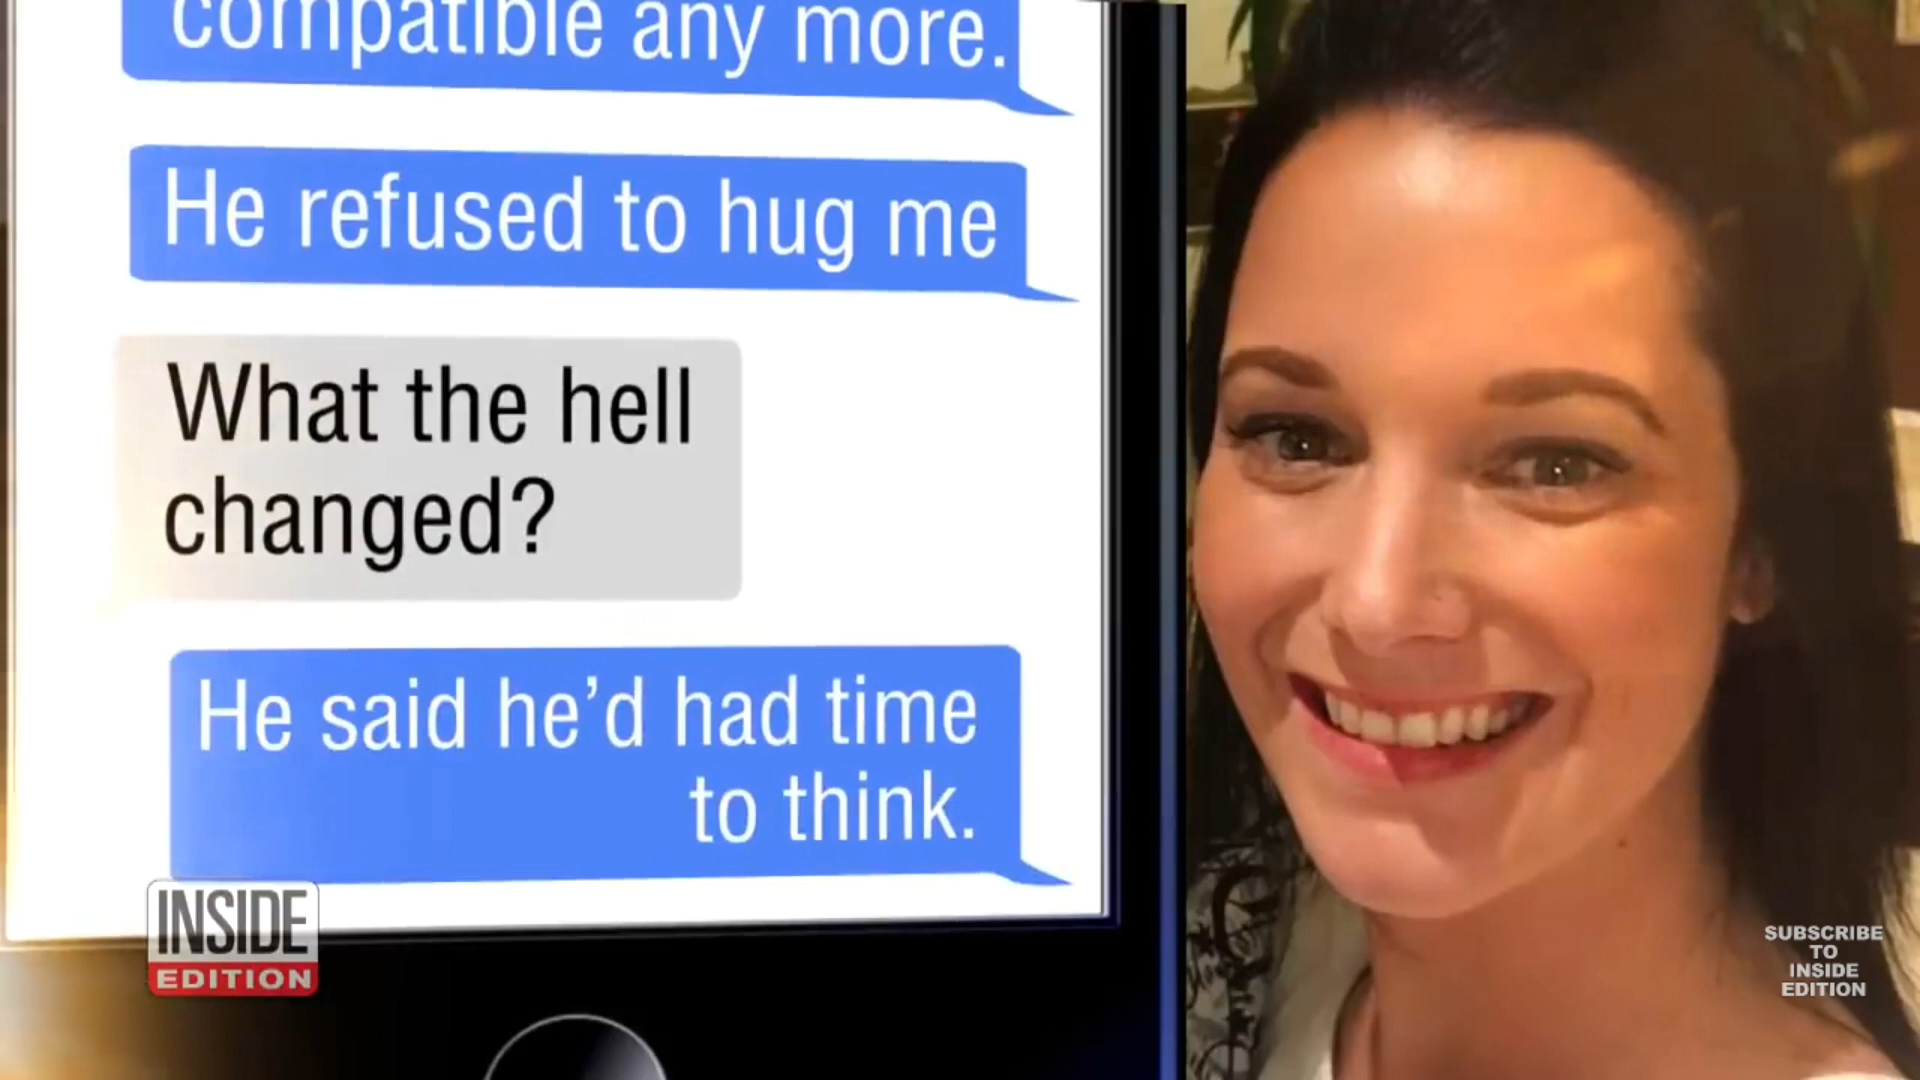 compatible any more.
He refused to hug me
What the hell
changed?
He said he’d had time
to think.
INSIDE
EDITION
SUBSCRIBE
TO
INSIDE
EDITION